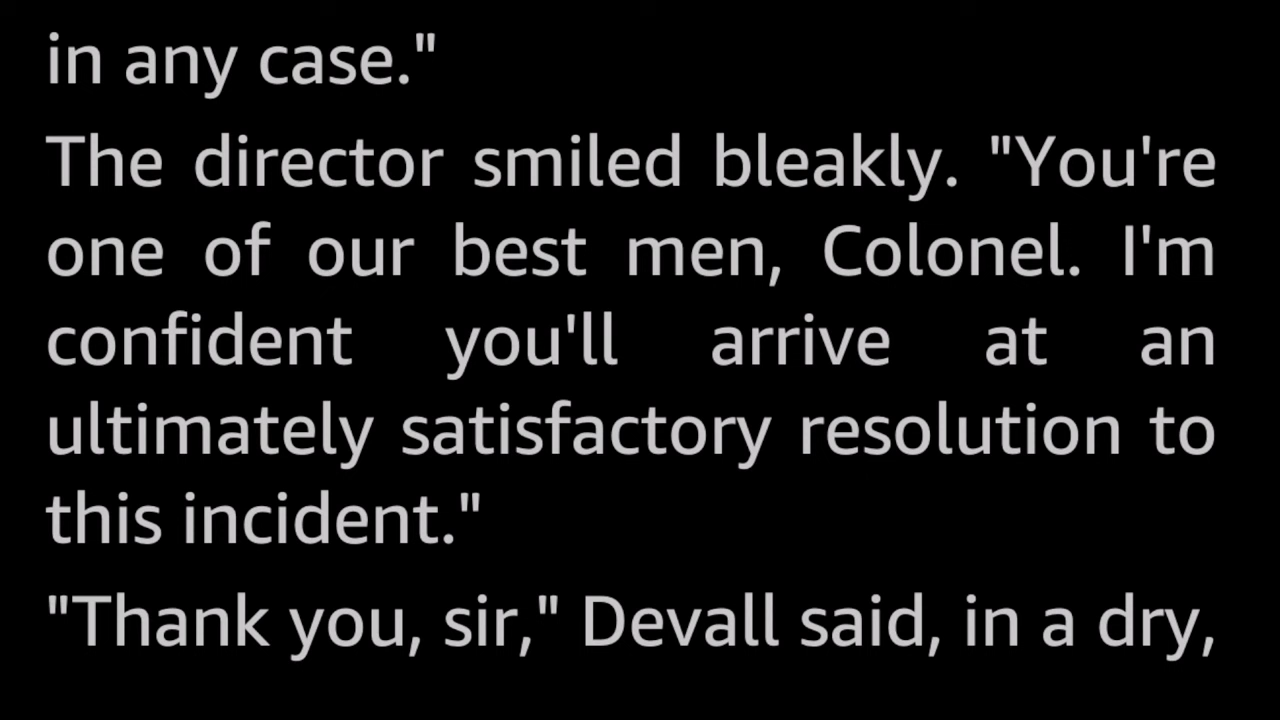 in any case."
The director smiled bleakly. "You're
one of our best men, Colonel. I'm
confident you'll arrive at an
ultimately satisfactory resolution to
this incident."
"Thank you, sir," Devall said, in a dry,